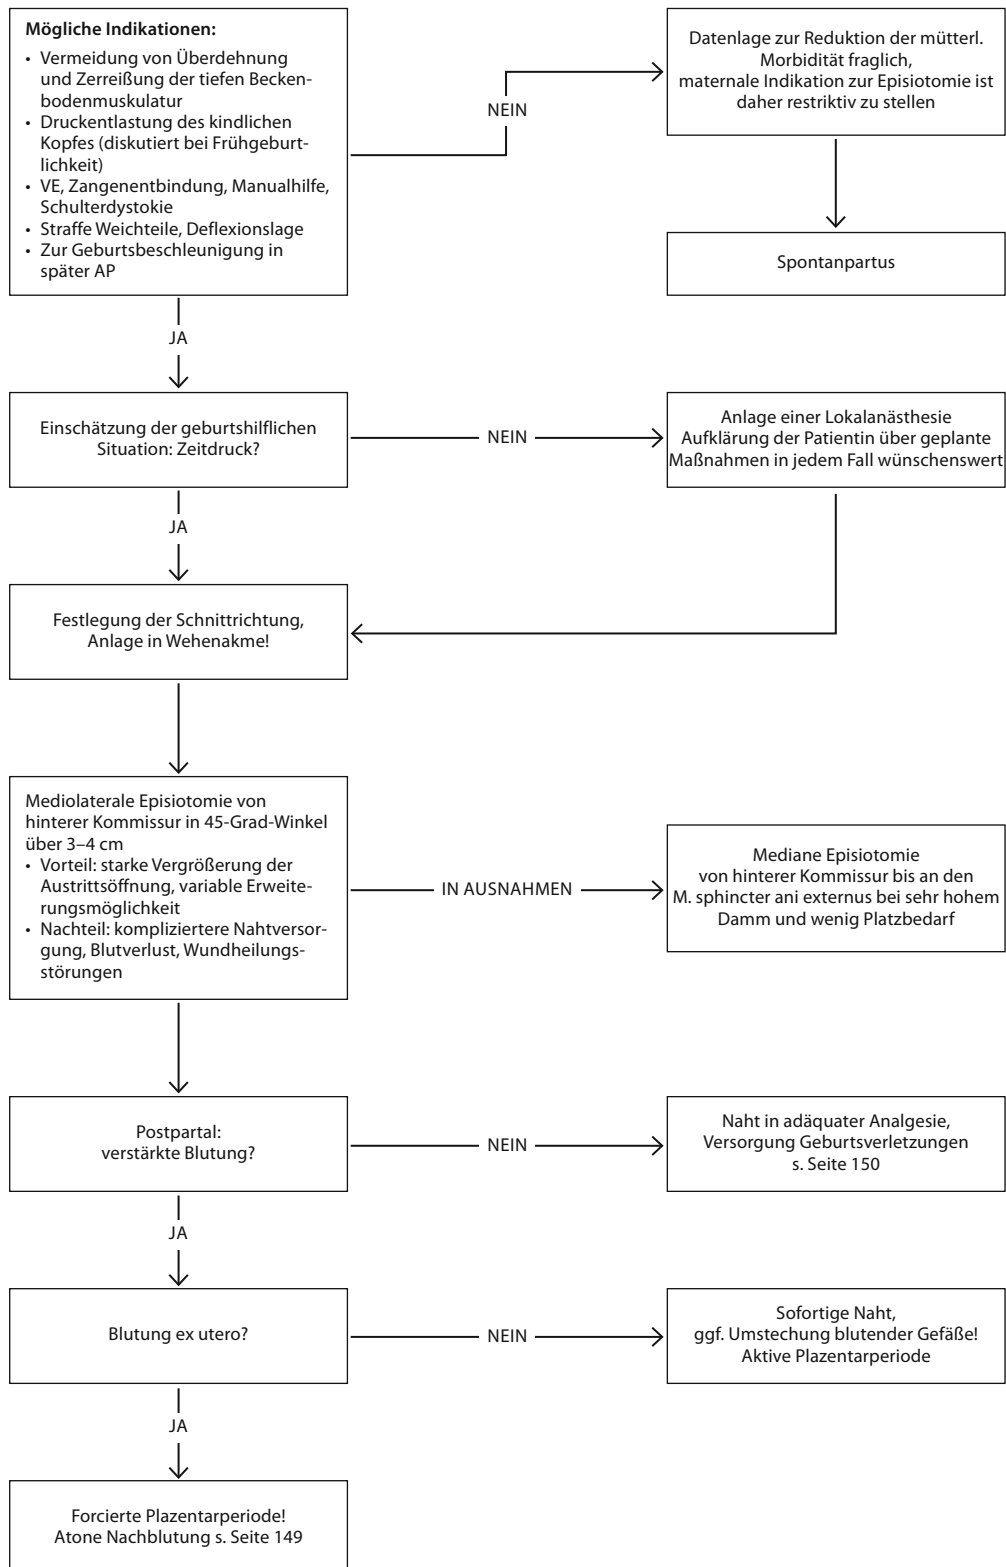 Mögliche Indikationen:
• Vermeidung von Überdehnung
und Zerreißung der tiefen Becken-
bodenmuskulatur
• Druckentlastung des kindlichen
Kopfes (diskutiert bei Frühgeburt-
lichkeit)
• VE, Zangenentbindung, Manualhilfe,
Schulterdystokie
• Straffe Weichteile, Deflexionslage
• Zur Geburtsbeschleunigung in
später AP
NEIN
Datenlage zur Reduktion der mütterl.
Morbidität fraglich,
maternale Indikation zur Episiotomie ist
daher restriktiv zu stellen
Spontanpartus
JA
Einschätzung der geburtshilflichen
Situation: Zeitdruck?
NEIN
Anlage einer Lokalanästhesie
Aufklärung der Patientin über geplante
Maßnahmen in jedem Fall wünschenswert
JA
Festlegung der Schnittrichtung,
Anlage in Wehenakme!
Mediolaterale Episiotomie von
hinterer Kommissur in 45-Grad-Winkel
über 3–4 cm
• Vorteil: starke Vergrößerung der
Austrittsöffnung, variable Erweite-
rungsmöglichkeit
• Nachteil: kompliziertere Nahtversor-
gung, Blutverlust, Wundheilungs-
störungen
IN AUSNAHMEN
Mediane Episiotomie
von hinterer Kommissur bis an den
M. sphincter ani externus bei sehr hohem
Damm und wenig Platzbedarf
Postpartal:
verstärkte Blutung?
NEIN
Naht in adäquater Analgesie,
Versorgung Geburtsverletzungen
s. Seite 150
JA
Blutung ex utero?
NEIN
Sofortige Naht,
ggf. Umstechung blutender Gefäße!
Aktive Plazentarperiode
JA
Forcierte Plazentarperiode!
Atone Nachblutung s. Seite 149